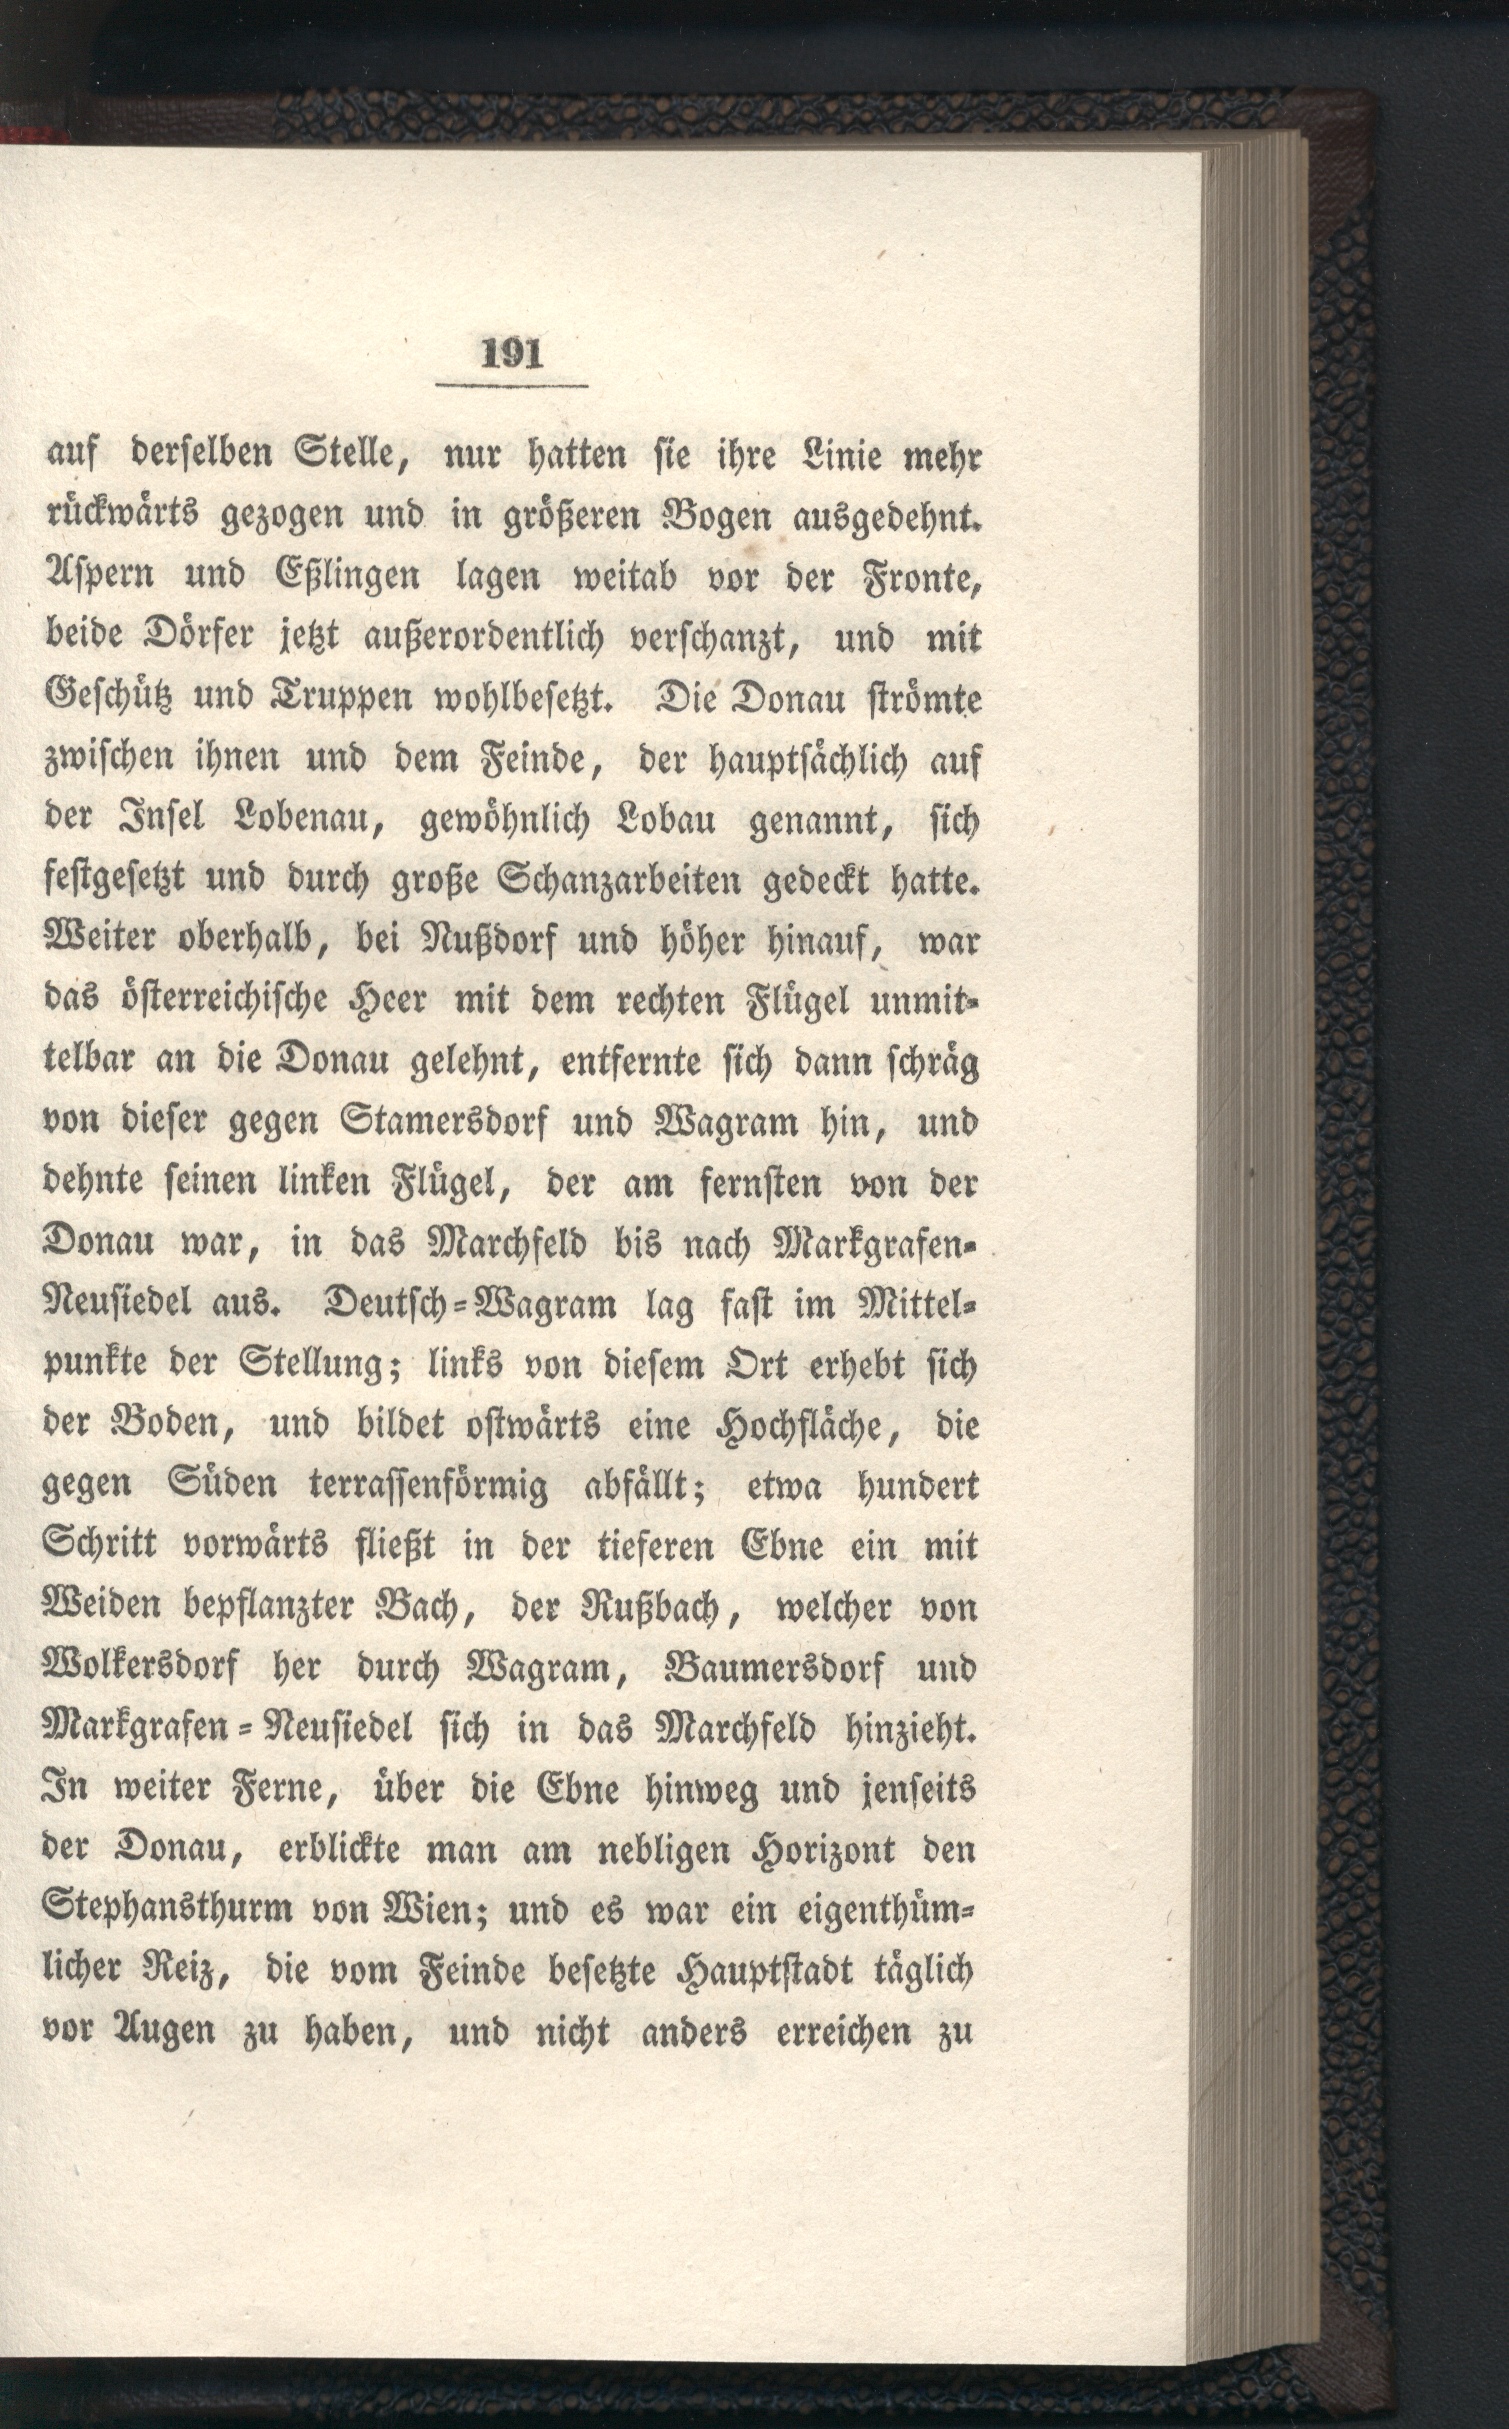 191
auf derselben Stelle, nur hatten sie ihre Linie mehr
rückwärts gezogen und in größeren Bogen ausgedehnt.
Aspern und Eßlingen lagen weitab vor der Fronte,
beide Dörfer jetzt außerordentlich verschanzt, und mit
Geschütz und Truppen wohlbesetzt. Die Donau strömte
zwischen ihnen und dem Feinde, der hauptsächlich auf
der Insel Lobenau, gewöhnlich Lobau genannt, sich
festgesetzt und durch große Schanzarbeiten gedeckt hatte.
Weiter oberhalb, bei Nußdorf und höher hinauf, war
das österreichische Heer mit dem rechten Flügel unmit-
telbar an die Donau gelehnt, entfernte sich dann schräg
von dieser gegen Stamersdorf und Wagram hin, und
dehnte seinen linken Flügel, der am fernsten von der
Donau war, in das Marchfeld bis nach Markgrafen-
Neusiedel aus. Deutsch-Wagram lag fast im Mittel-
punkte der Stellung; links von diesem Ort erhebt sich
der Boden, und bildet ostwärts eine Hochfläche, die
gegen Süden terrassenförmig abfällt; etwa hundert
Schritt vorwärts fließt in der tieferen Ebne ein mit
Weiden bepflanzter Bach, der Rußbach, welcher von
Wolkersdorf her durch Wagram, Baumersdorf und
Markgrafen-Neusiedel sich in das Marchfeld hinzieht.
In weiter Ferne, über die Ebne hinweg und jenseits
der Donau, erblickte man am nebligen Horizont den
Stephansthurm von Wien; und es war ein eigenthüm-
licher Reiz, die vom Feinde besetzte Hauptstadt täglich
vor Augen zu haben, und nicht anders erreichen zu